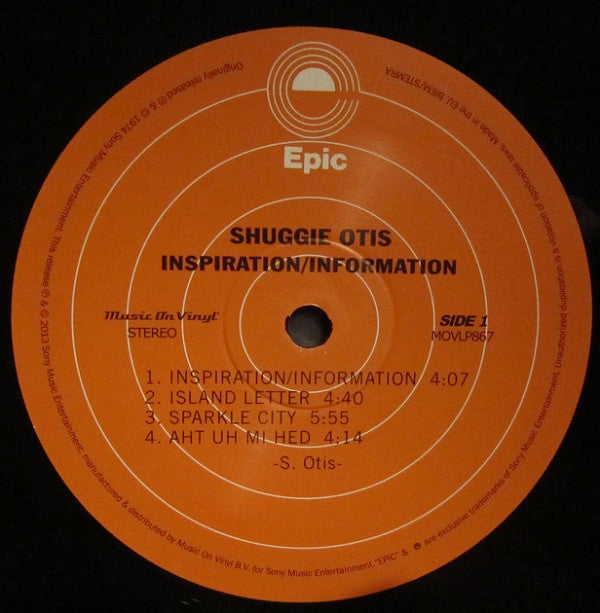 Epic
SHUGGIE OTIS
INSPIRATION/INFORMATION
Music On Vinyl
STEREO
SIDE 1
MOVLP867
1. INSPIRATION/INFORMATION 4:07
2. ISLAND LETTER 4:40
3. SPARKLE CITY 5:55
4. AHT UH MI HED 4:14
-S. Otis-
Originally released ℗ & © 1974 Sony Music Entertainment. This release ℗ & © 2013 Sony Music Entertainment; manufactured & distributed by Music On Vinyl B.V. for Sony Music Entertainment."EPIC" & are exclusive trademarks of Sony Music Entertainment. Unauthorized duplication is a violation of applicable laws. Made in the EU. BIEM/STEMRA